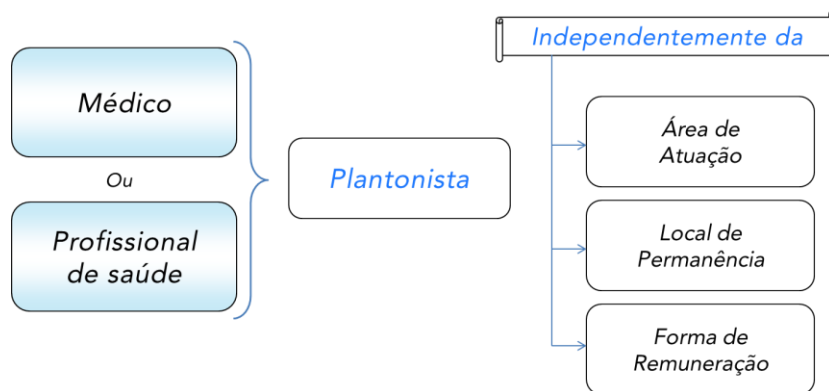 Médico
Ou
Profissional
de saúde
Plantonista
Independentemente da
Área de
Atuação
Local de
Permanência
Forma de
Remuneração